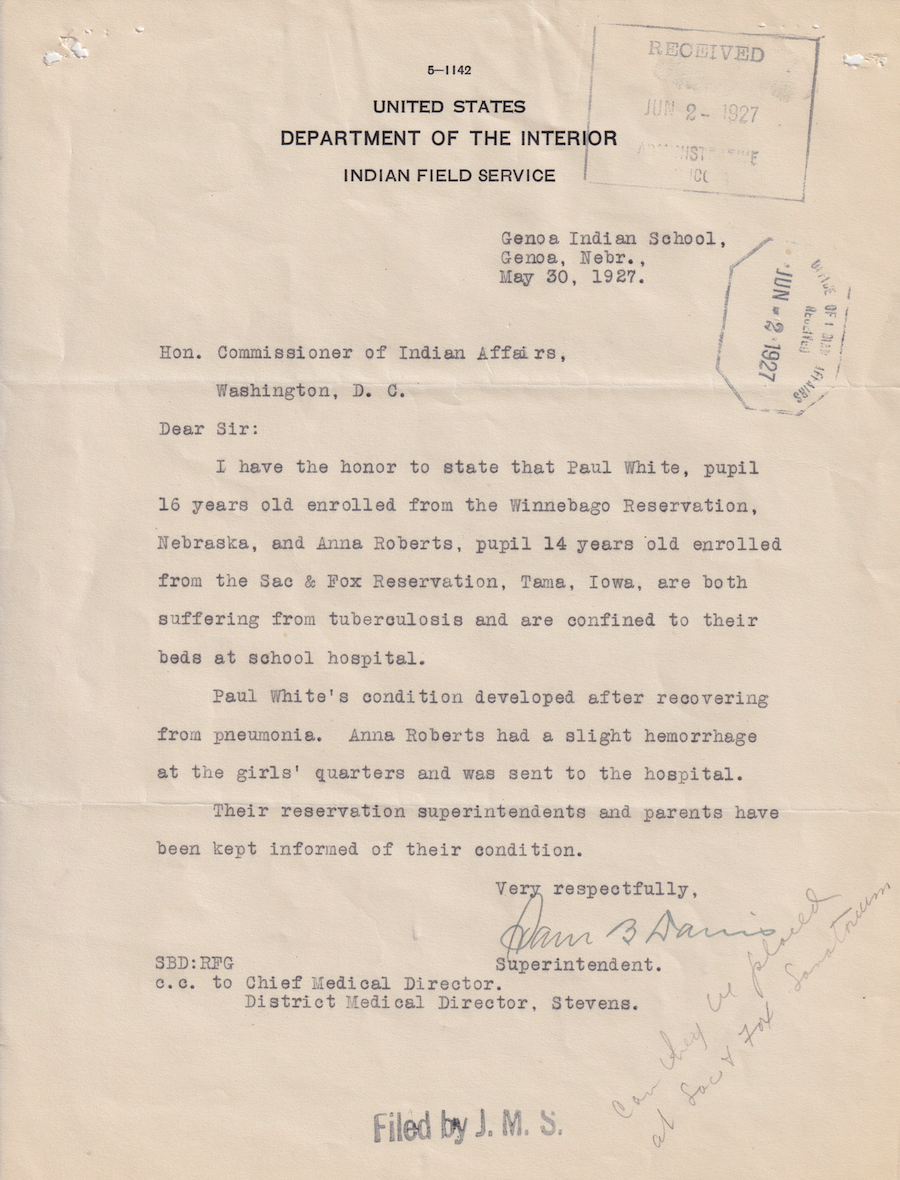 5—1142
RECEIVED
JUN 2 - 1927
UNITED STATES
DEPARTMENT OF THE INTERIOR
INDIAN FIELD SERVICE
Genoa Indian School,
Genoa, Nebr.,
May 30, 1927.
OFFICE OF INDIAN AFFAIRS
RECEIVED
JUN - 2 1927
Hon. Commissioner of Indian Affairs,
Washington, D. C.
Dear Sir:
I have the honor to state that Paul White, pupil
16 years old enrolled from the Winnebago Reservation,
Nebraska, and Anna Roberts, pupil 14 years old enrolled
from the Sac & Fox Reservation, Tama, Iowa, are both
suffering from tuberculosis and are confined to their
beds at school hospital.
Paul White's condition developed after recovering
from pneumonia. Anna Roberts had a slight hemorrhage
at the girls' quarters and was sent to the hospital.
Their reservation superintendents and parents have
been kept informed of their condition.
Very respectfully,
Sam B Davis
Superintendent.
SBD:RFG
c.c. to Chief Medical Director.
District Medical Director, Stevens.
Can they be placed
at Sac & Fox Sanatorium
Filed by J. M. S.